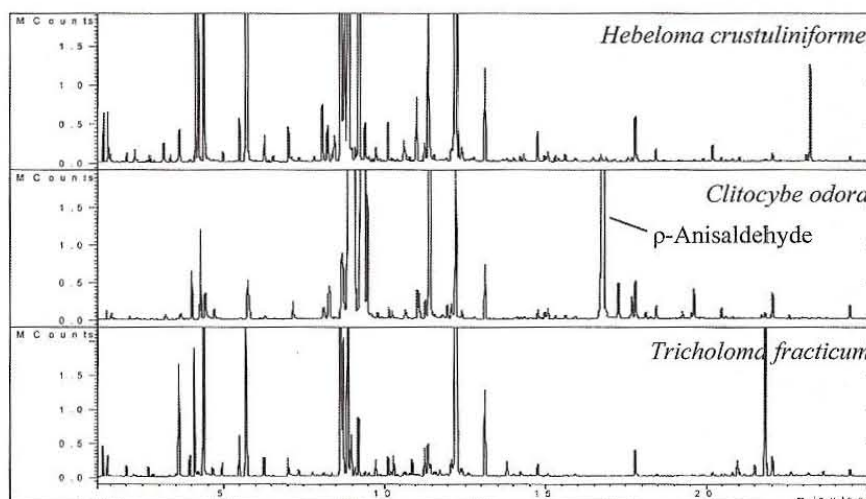 M Counts
1.5
1.0
0.5
0.0
Hebeloma crustuliniforme
M Counts
1.5
1.0
0.5
0.0
Clitocybe odora
ρ-Anisaldehyde
M Counts
1.5
1.0
0.5
0.0
Tricholoma fracticum
5
10
15
20